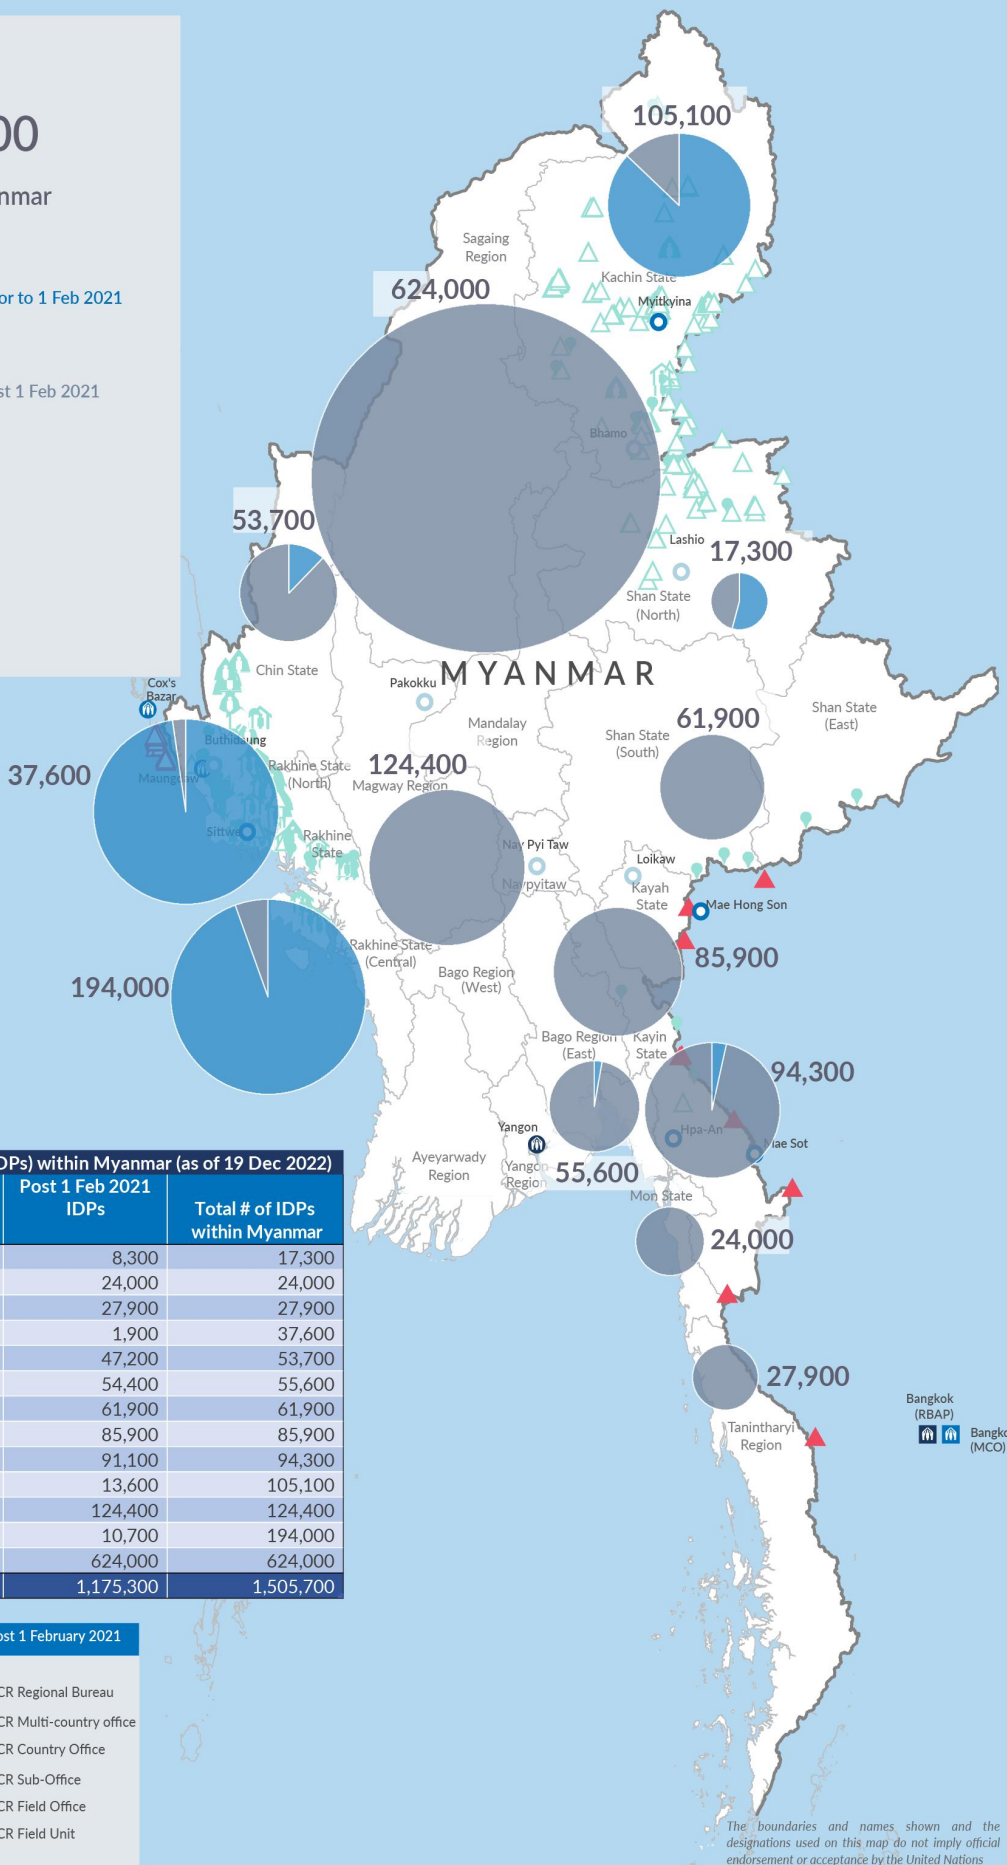 00
nmar
or to 1 Feb 2021
st 1 Feb 2021
105,100
Sagaing
Region
Kachin State
624,000
Myitkyina
Bhamo
53,700
Lashio
17,300
Shan State
(North)
Chin State
Cox's
Bazar
Pakokku
MYANMAR
Mandalay
Region
Shan State
(South)
61,900
Shan State
(East)
Buthidaung
37,600
Maungdaw
Rakhine State
(North)
124,400
Magway Region
Sittwe
Rakhine
State
Nay Pyi Taw
Naypyitaw
Loikaw
Kayah
State
Mae Hong Son
85,900
Rakhine State
(Central)
Bago Region
(West)
194,000
Bago Region
(East)
Kayin
State
94,300
Yangon
Hpa-An
Mae Sot
Ayeyarwady
Region
Yangon
Region
55,600
Mon State
24,000
27,900
Tanintharyi
Region
Bangkok
(RBAP)
Bangko
(MCO)
DPs) within Myanmar (as of 19 Dec 2022)
Post 1 Feb 2021
IDPs
Total # of IDPs
within Myanmar
8,300 17,300
24,000 24,000
27,900 27,900
1,900 37,600
47,200 53,700
54,400 55,600
61,900 61,900
85,900 85,900
91,100 94,300
13,600 105,100
124,400 124,400
10,700 194,000
624,000 624,000
1,175,300 1,505,700
ost 1 February 2021
CR Regional Bureau
CR Multi-country office
CR Country Office
CR Sub-Office
CR Field Office
CR Field Unit
The boundaries and names shown and the
designations used on this map do not imply official
endorsement or acceptance by the United Nations